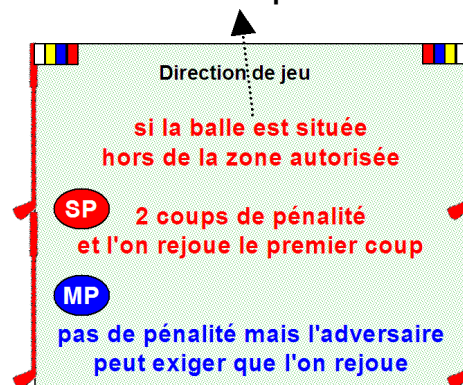 Direction de jeu
si la balle est située
hors de la zone autorisée
SP
2 coups de pénalité
et l'on rejoue le premier coup
MP
pas de pénalité mais l'adversaire
peut exiger que l'on rejoue